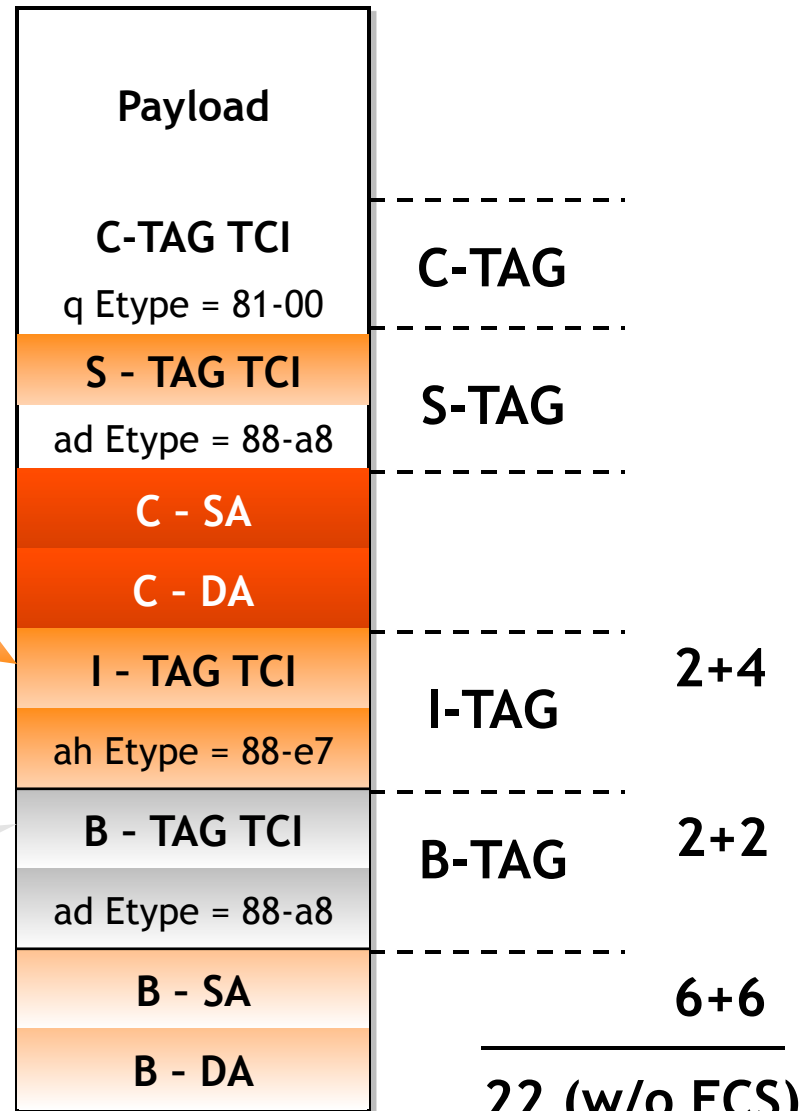 Payload
C-TAG TCI
q Etype = 81-00
C-TAG
S – TAG TCI
ad Etype = 88-a8
S-TAG
C – SA
C – DA
I – TAG TCI
ah Etype = 88-e7
I-TAG
2+4
B – TAG TCI
ad Etype = 88-a8
B-TAG
2+2
B – SA
6+6
B – DA
22 (w/o FCS)